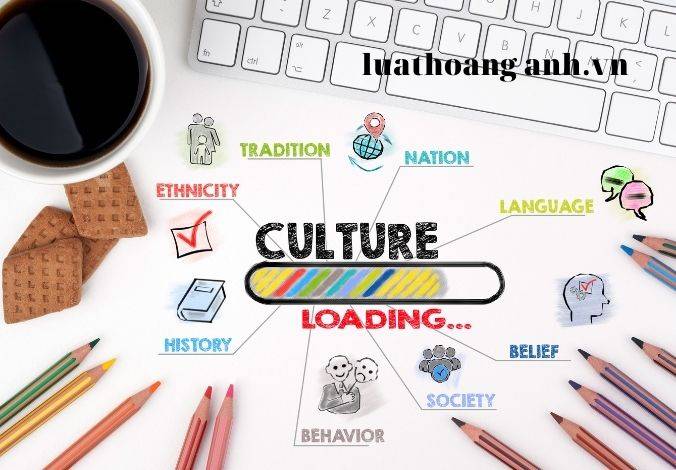 luathoang anh.vn
TRADITION
NATION
ETHNICITY
LANGUAGE
CULTURE
LOADING...
HISTORY
BELIEF
SOCIETY
BEHAVIOR